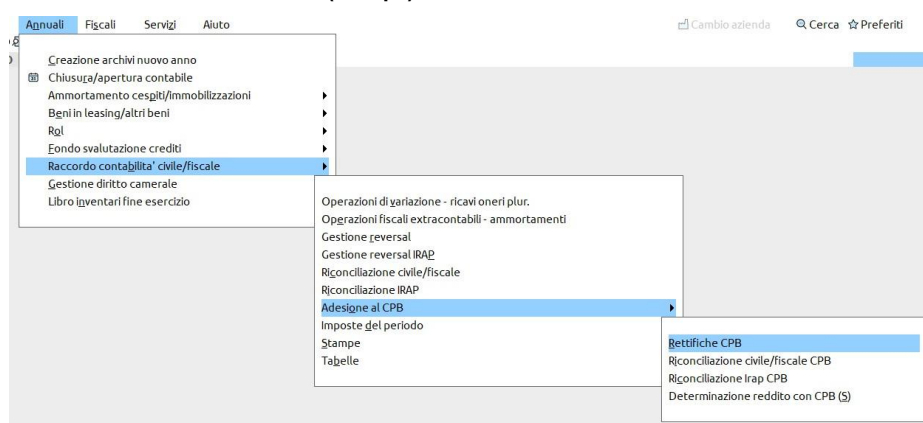 Annuali Fiscali Servizi Aiuto Cambio azienda Cerca Preferiti
Creazione archivi nuovo anno
Chiusura/apertura contabile
Ammortamento cespiti/immobilizzazioni
Beni in leasing/altri beni
Rol
Fondo svalutazione crediti
Raccordo contabilita' civile/fiscale
Gestione diritto camerale
Libro inventari fine esercizio
Operazioni di variazione - ricavi oneri plur.
Operazioni fiscali extracontabili - ammortamenti
Gestione reversal
Gestione reversal IRAP
Riconciliazione civile/fiscale
Riconciliazione IRAP
Adesione al CPB
Imposte del periodo
Stampe
Tabelle
Rettifiche CPB
Riconciliazione civile/fiscale CPB
Riconciliazione Irap CPB
Determinazione reddito con CPB (S)